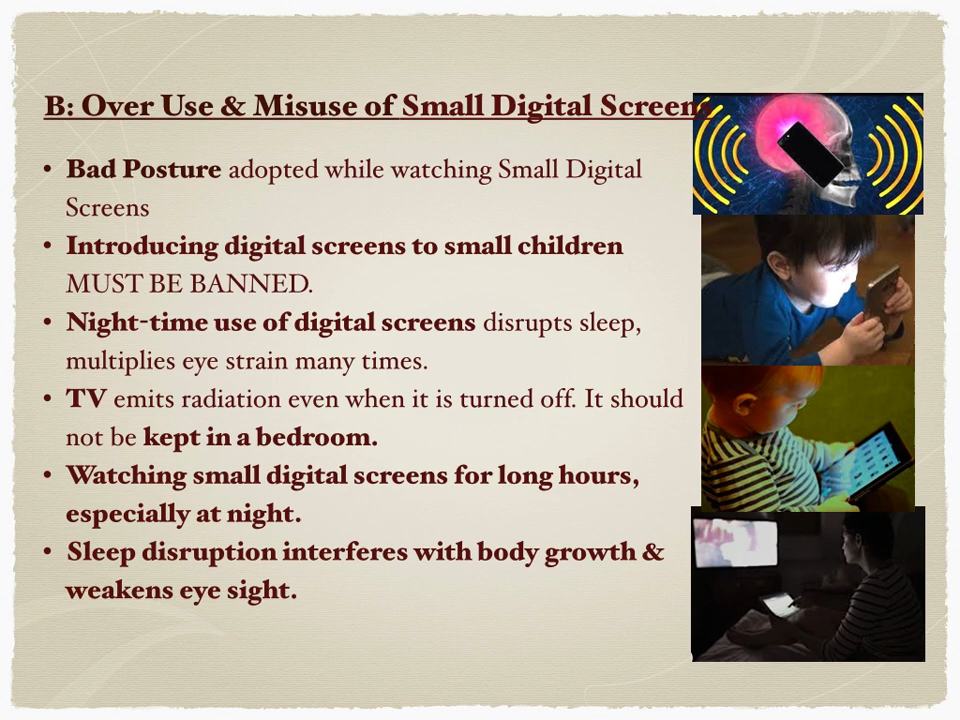 B: Over Use & Misuse of Small Digital Screens
• Bad Posture adopted while watching Small Digital
Screens
• Introducing digital screens to small children
MUST BE BANNED.
• Night-time use of digital screens disrupts sleep,
multiplies eye strain many times.
• TV emits radiation even when it is turned off. It should
not be kept in a bedroom.
• Watching small digital screens for long hours,
especially at night.
• Sleep disruption interferes with body growth &
weakens eye sight.